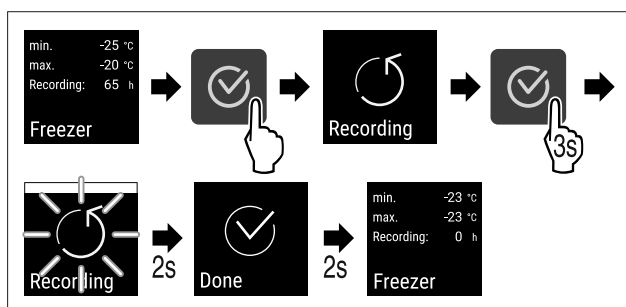 min. -25 °C
max. -20 °C
Recording: 65 h
Freezer
Recording
3s
Recording
2s
Done
2s
min. -23 °C
max. -23 °C
Recording: 0 h
Freezer